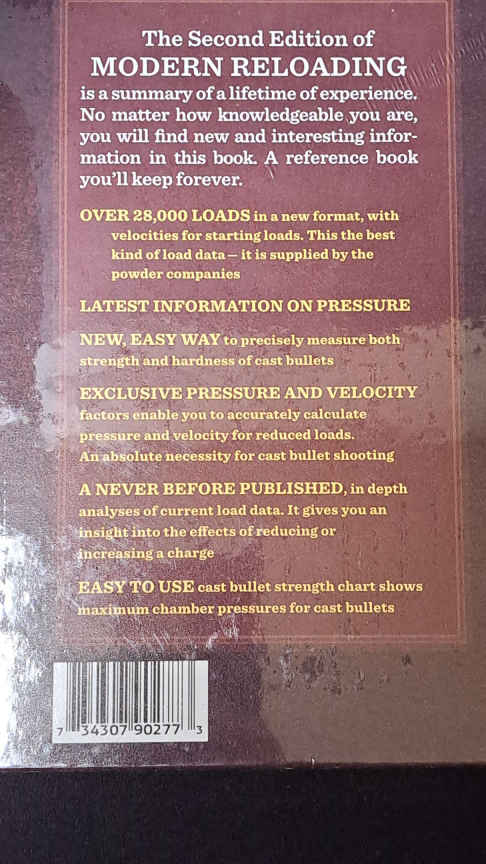 The Second Edition of
MODERN RELOADING
is a summary of a lifetime of experience.
No matter how knowledgeable you are,
you will find new and interesting infor-
mation in this book. A reference book
you'll keep forever.
OVER 28,000 LOADS in a new format, with
velocities for starting loads. This the best
kind of load data – it is supplied by the
powder companies
LATEST INFORMATION ON PRESSURE
NEW, EASY WAY to precisely measure both
strength and hardness of cast bullets
EXCLUSIVE PRESSURE AND VELOCITY
factors enable you to accurately calculate
pressure and velocity for reduced loads.
An absolute necessity for cast bullet shooting
A NEVER BEFORE PUBLISHED, in depth
analyses of current load data. It gives you an
insight into the effects of reducing or
increasing a charge
EASY TO USE cast bullet strength chart shows
maximum chamber pressures for cast bullets
7 34307 90277 3